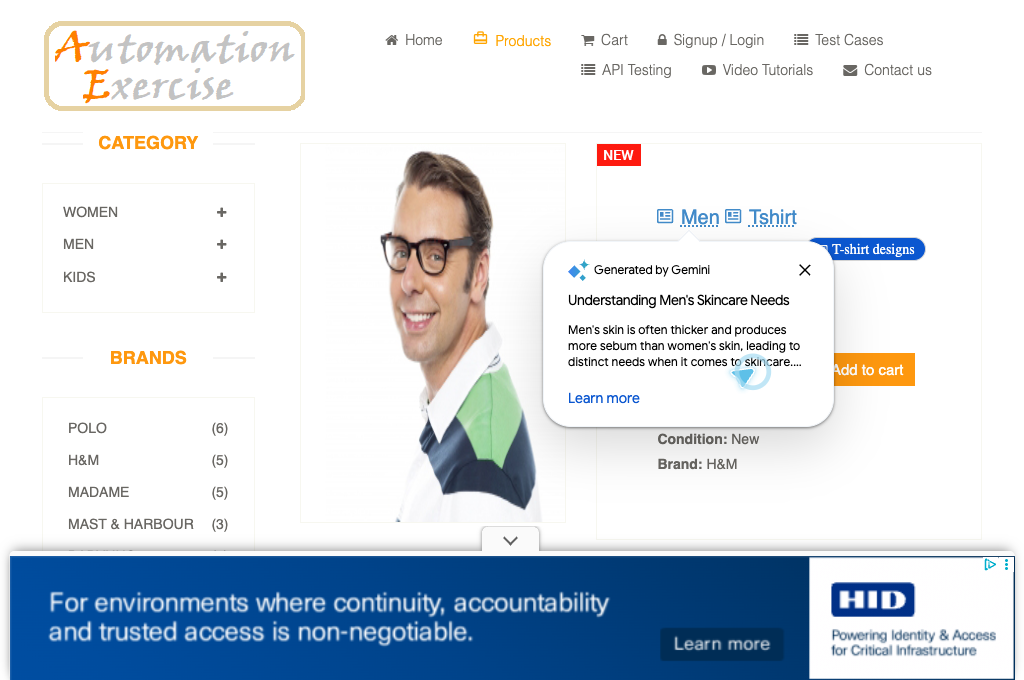 Automation
Exercise
Home
Products
Cart
Signup / Login
Test Cases
API Testing
Video Tutorials
Contact us
CATEGORY
WOMEN
MEN
KIDS
BRANDS
POLO (6)
H&M (5)
MADAME (5)
MAST & HARBOUR (3)
NEW
Men Tshirt
T-shirt designs
Generated by Gemini
Understanding Men's Skincare Needs
Men's skin is often thicker and produces
more sebum than women's skin, leading to
distinct needs when it comes to skincare....
Learn more
Add to cart
Condition: New
Brand: H&M
For environments where continuity, accountability
and trusted access is non-negotiable.
Learn more
HID
Powering Identity & Access
for Critical Infrastructure